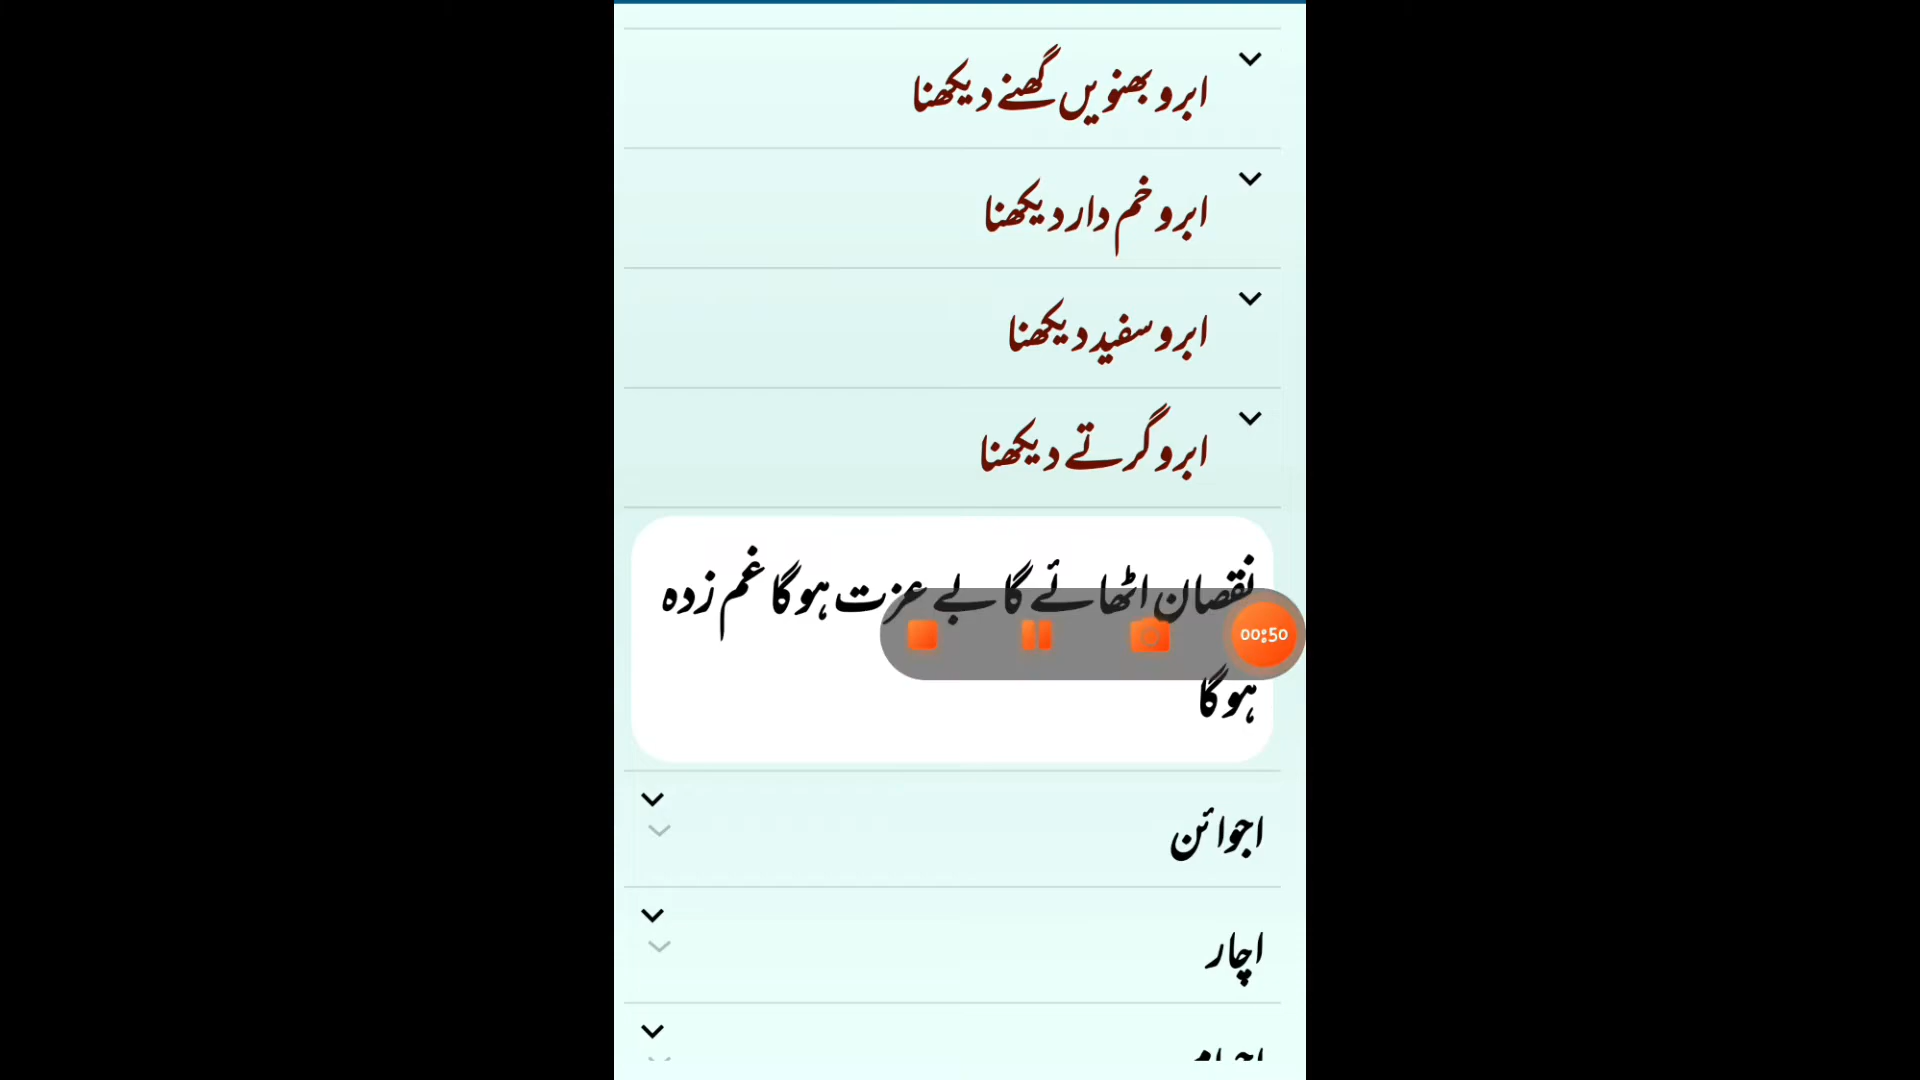 ابرو بھنویں گھنے دیکھنا
ابرو خم دار دیکھنا
ابرو سفید دیکھنا
ابرو گرتے دیکھنا
نقصان اٹھائے گا بے عزت ہو گا غم زدہ
ہو گا
00:50
اجوائن
اچار